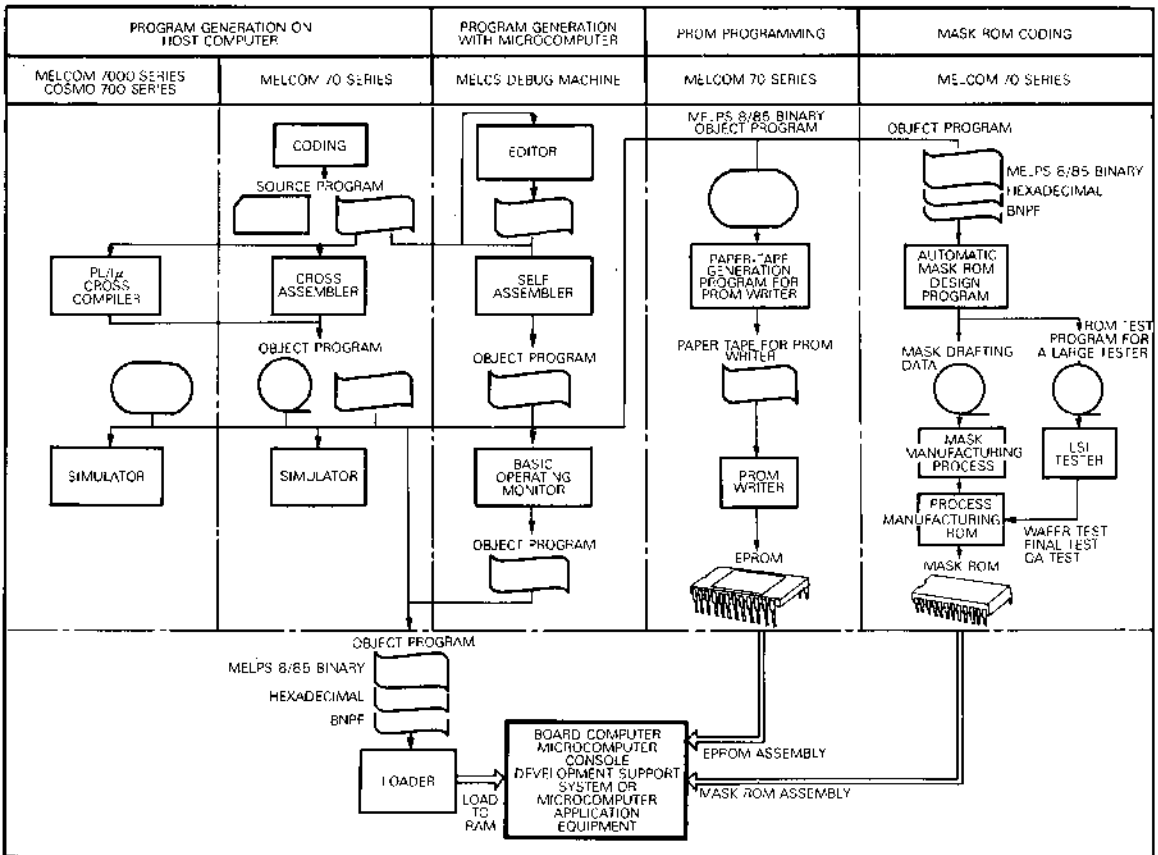 PROGRAM GENERATION ON
HOST COMPUTER
PROGRAM GENERATION
WITH MICROCOMPUTER
PROM PROGRAMMING
MASK ROM CODING
MELCOM 7000 SERIES
COSMO 700 SERIES
MELCOM 70 SERIES
MELCS DEBUG MACHINE
MELCOM 70 SERIES
MELCOM 70 SERIES
CODING
SOURCE PROGRAM
PL/Iμ
CROSS
COMPILER
CROSS
ASSEMBLER
OBJECT PROGRAM
SIMULATOR
SIMULATOR
EDITOR
SELF
ASSEMBLER
OBJECT PROGRAM
BASIC
OPERATING
MONITOR
OBJECT PROGRAM
MELPS 8/85 BINARY
OBJECT PROGRAM
PAPER-TAPE
GENERATION
PROGRAM FOR
PROM WRITER
PAPER TAPE FOR PROM
WRITER
PROM
WRITER
EPROM
OBJECT PROGRAM
MELPS 8/85 BINARY
HEXADECIMAL
BNPF
AUTOMATIC
MASK ROM
DESIGN
PROGRAM
MASK DRAFTING
DATA
ROM TEST
PROGRAM FOR
A LARGE TESTER
MASK
MANUFACTURING
PROCESS
LSI
TESTER
PROCESS
MANUFACTURING
ROM
WAFER TEST
FINAL TEST
QA TEST
MASK ROM
OBJECT PROGRAM
MELPS 8/85 BINARY
HEXADECIMAL
BNPF
LOADER
LOAD
TO
RAM
BOARD COMPUTER
MICROCOMPUTER
CONSOLE
DEVELOPMENT SUPPORT
SYSTEM OR
MICROCOMPUTER
APPLICATION
EQUIPMENT
EPROM ASSEMBLY
MASK ROM ASSEMBLY